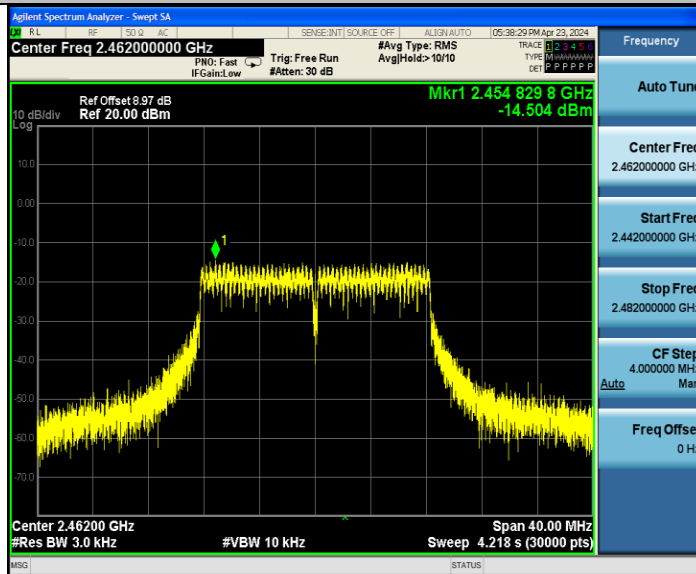 Agilent Spectrum Analyzer - Swept SA
RL RF 50 Ω AC SENSE:INT SOURCE OFF ALIGN AUTO 05:38:29 PM Apr 23, 2024
Center Freq 2.462000000 GHz
PNO: Fast
IFGain:Low
Trig: Free Run
#Atten: 30 dB
#Avg Type: RMS
Avg|Hold:> 10/10
TRACE 1 2 3 4 5 6
TYPE M
DET P P P P P P
Ref Offset 8.97 dB
Ref 20.00 dBm
10 dB/div
Log
Mkr1 2.454 829 8 GHz
-14.504 dBm
1
10.0
0.00
-10.0
-20.0
-30.0
-40.0
-50.0
-60.0
-70.0
Center 2.46200 GHz
Span 40.00 MHz
#Res BW 3.0 kHz
#VBW 10 kHz
Sweep 4.218 s (30000 pts)
MSG
STATUS
Frequency
Auto Tune
Center Freq
2.462000000 GHz
Start Freq
2.442000000 GHz
Stop Freq
2.482000000 GHz
CF Step
4.000000 MHz
Auto Man
Freq Offset
0 Hz